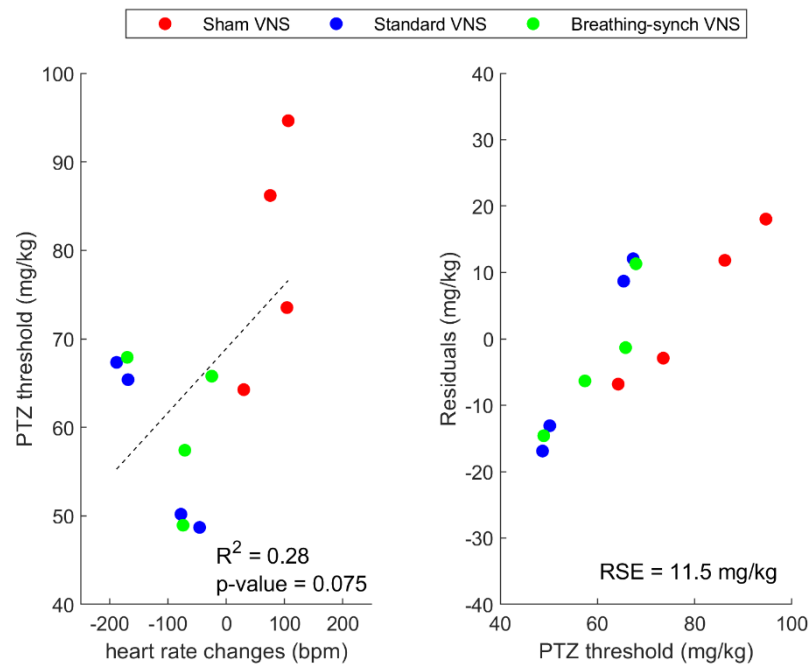 Sham VNS Standard VNS Breathing-synch VNS
PTZ threshold (mg/kg)
100
90
80
70
60
50
40
R² = 0.28
p-value = 0.075
-200 -100 0 100 200
heart rate changes (bpm)
Residuals (mg/kg)
40
30
20
10
0
-10
-20
-30
-40
RSE = 11.5 mg/kg
40 60 80 100
PTZ threshold (mg/kg)